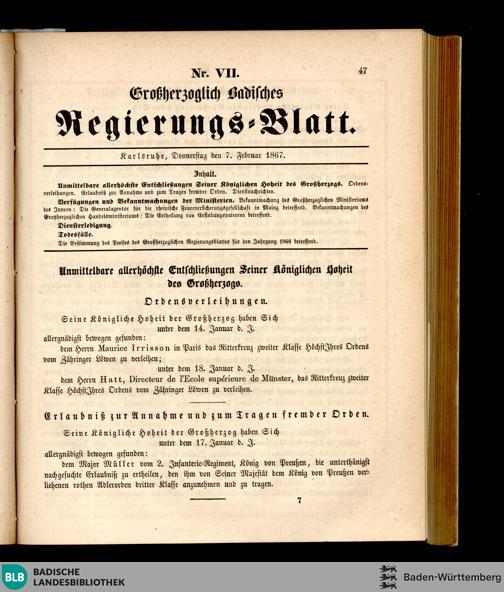 Nr. VII.
47
Großherzoglich Badisches
Regierungs-Blatt.
Karlsruhe, Donnerstag den 7. Februar 1867.
Inhalt.
Unmittelbare allerhöchste Entschließungen Seiner Königlichen Hoheit des Großherzogs. Ordens-
verleihungen. Erlaubniß zur Annahme und zum Tragen fremder Orden. Dienstnachrichten.
Verfügungen und Bekanntmachungen der Ministerien. Bekanntmachung des Großherzoglichen Ministeriums
des Innern: Die Generalagentur für die rheinische Feuerversicherungsgesellschaft in Mainz betreffend. Bekanntmachungen des
Großherzoglichen Handelsministeriums: Die Ertheilung von Erfindungspatenten betreffend.
Diensterledigung.
Todesfälle.
Die Bestimmung des Preises des Großherzoglichen Regierungsblattes für den Jahrgang 1866 betreffend.
Unmittelbare allerhöchste Entschließungen Seiner Königlichen Hoheit
des Großherzogs.
Ordensverleihungen.
Seine Königliche Hoheit der Großherzog haben Sich
unter dem 14. Januar d. J.
allergnädigst bewogen gefunden:
dem Herrn Maurice Irrisson in Paris das Ritterkreuz zweiter Klasse HöchstIhres Ordens
vom Zähringer Löwen zu verleihen;
unter dem 18. Januar d. J.
dem Herrn Hatt, Directeur de l'Ecole supérieure de Münster, das Ritterkreuz zweiter
Klasse HöchstIhres Ordens vom Zähringer Löwen zu verleihen.
Erlaubniß zur Annahme und zum Tragen fremder Orden.
Seine Königliche Hoheit der Großherzog haben Sich
unter dem 17. Januar d. J.
allergnädigst bewogen gefunden:
dem Major Müller vom 2. Infanterie-Regiment, König von Preußen, die unterthänigst
nachgesuchte Erlaubniß zu ertheilen, den ihm von Seiner Majestät dem König von Preußen ver-
liehenen rothen Adlerorden dritter Klasse anzunehmen und zu tragen.
7
BLB
BADISCHE
LANDESBIBLIOTHEK
Baden-Württemberg